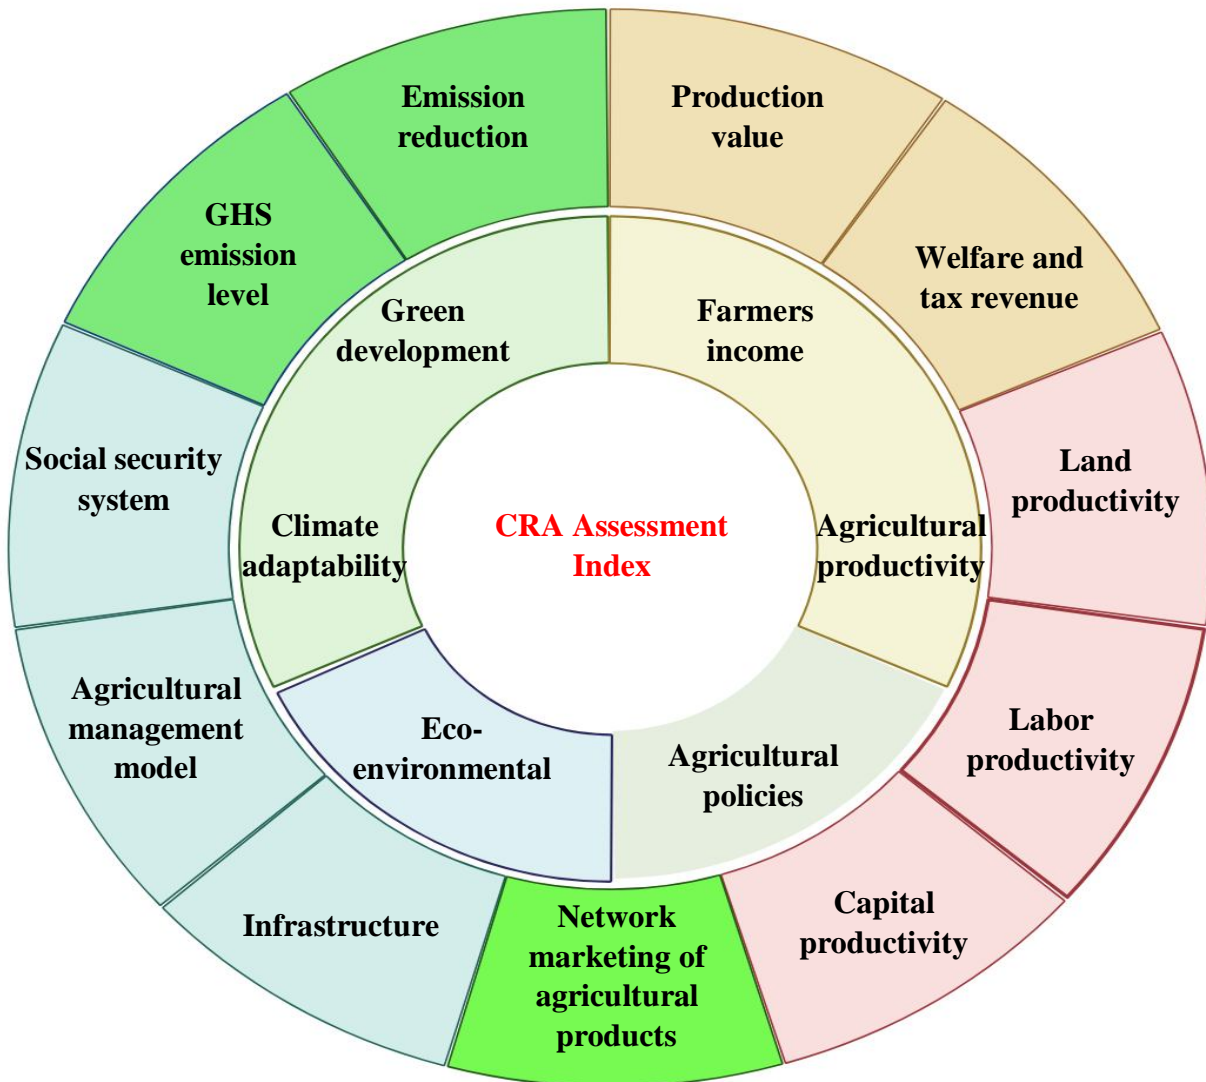 Emission
reduction
Production
value
GHS
emission
level
Welfare and
tax revenue
Green
development
Farmers
income
Social security
system
Land
productivity
Climate
adaptability
CRA Assessment
Index
Agricultural
productivity
Agricultural
management
model
Labor
productivity
Eco-
environmental
Agricultural
policies
Infrastructure
Capital
productivity
Network
marketing of
agricultural
products